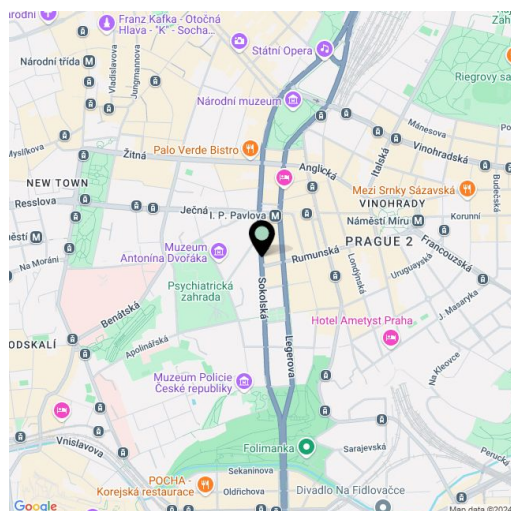 Národní
Franz Kafka - Otočná
Hlava - "K" - Socha...
Státní Opera
Národní třída
Vladislavova
Jungmannova
Riegrovy sa
Národní muzeum
Mánesova
Myslíkova
Žitná
Palo Verde Bistro
Vinohradská
Anglická
Italská
NEW TOWN
Mezi Srnky Sázavská
Budečská
Resslova
Ječná
I. P. Pavlova
VINOHRADY
Náměstí Míru
Korunní
městí
Na Moráni
Muzeum
Antonína Dvořáka
PRAGUE 2
Rumunská
Francouzská
Londýnská
Uruguayská
Psychiatrická
zahrada
Sokolská
J. Masaryka
Benátská
Hotel Ametyst Praha
Apolinářská
Legerova
ODSKALÍ
Na Kleovce
Muzeum Policie
České republiky
Vnislavova
Folimanka
Sarajevská
Perucká
Sekaninova
POCHA -
Korejská restaurace
Oldřichova
Divadlo Na Fidlovačce
Google
Map data ©2024